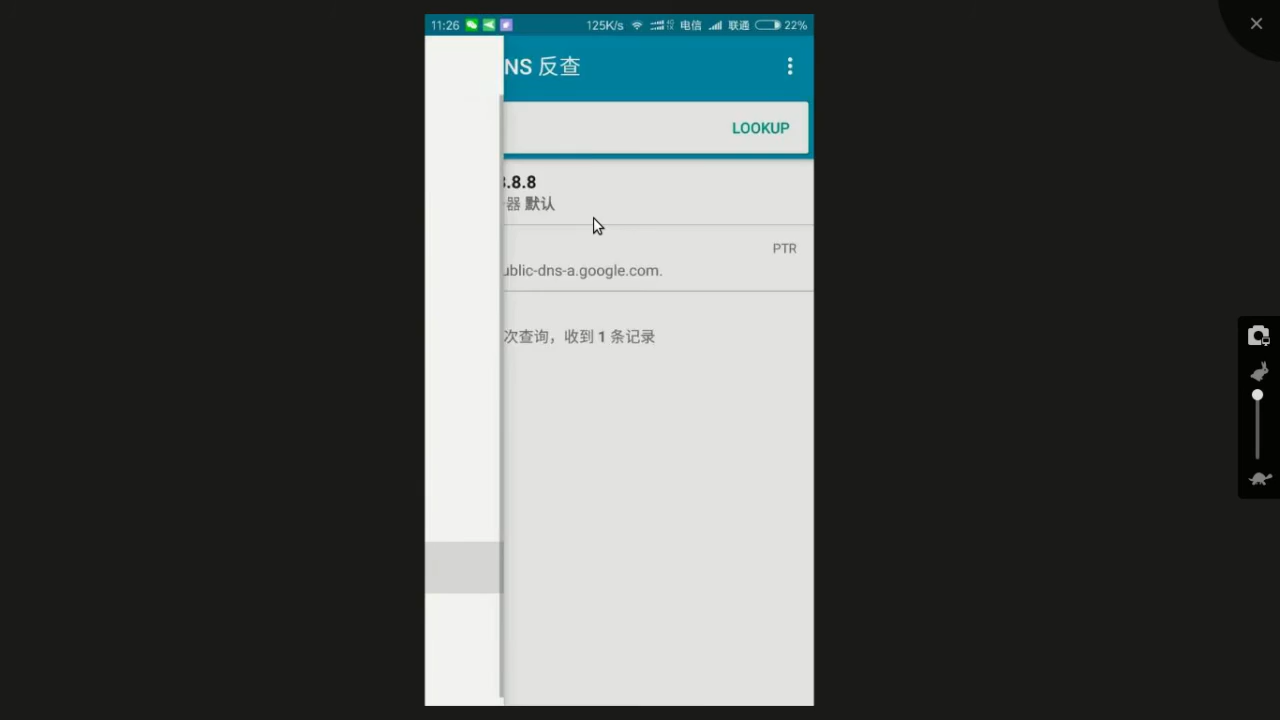 11:26 125K/s 电信 联通 22%
NS 反查
LOOKUP
.8.8
器 默认
PTR
ublic-dns-a.google.com.
次查询，收到 1 条记录